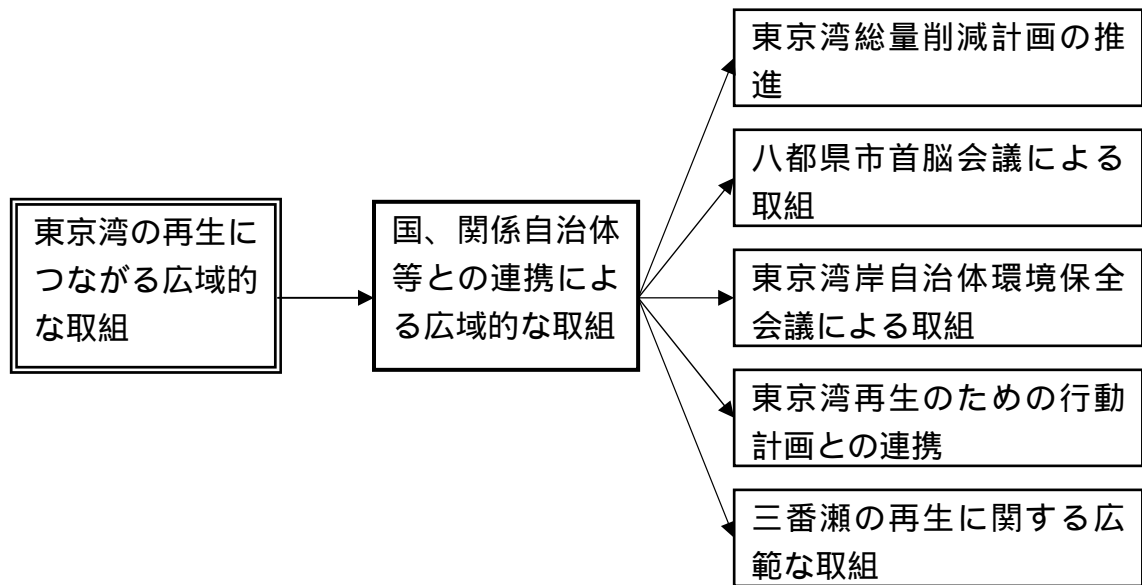 東京湾の再生に
つながる広域的
な取組
国、関係自治体
等との連携によ
る広域的な取組
東京湾総量削減計画の推
進
八都県市首脳会議による
取組
東京湾岸自治体環境保全
会議による取組
東京湾再生のための行動
計画との連携
三番瀬の再生に関する広
範な取組